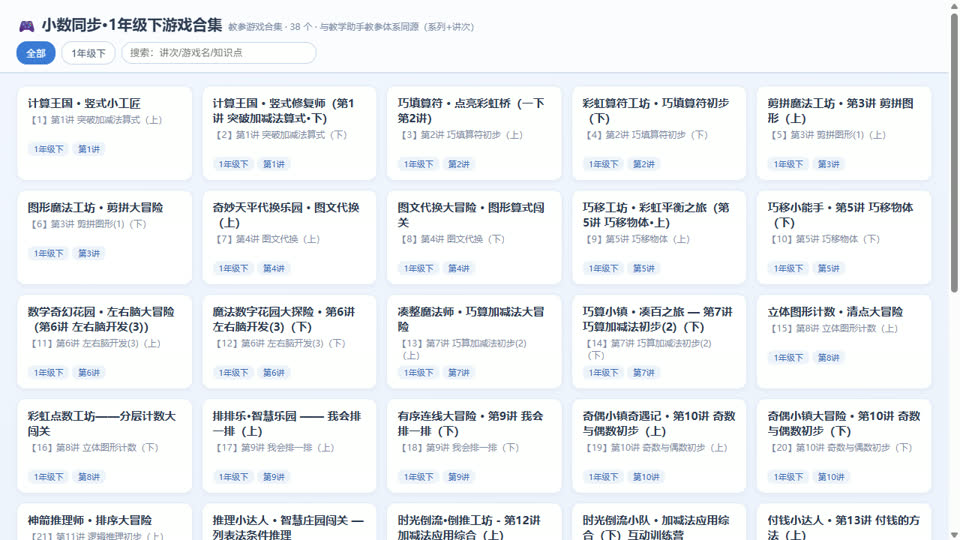 小数同步·1年级下游戏合集 教参游戏合集 · 38 个 · 与教学助手教参体系同源（系列+讲次）
全部 1年级下 搜索：讲次/游戏名/知识点
计算王国 · 竖式小工匠
【1】第1讲 突破加减法算式（上）
1年级下 第1讲
计算王国 · 竖式修复师（第1
讲 突破加减法算式·下）
【2】第1讲 突破加减法算式（下）
1年级下 第1讲
巧填算符 · 点亮彩虹桥（一下
第2讲）
【3】第2讲 巧填算符初步（上）
1年级下 第2讲
彩虹算符工坊 · 巧填算符初步
（下）
【4】第2讲 巧填算符初步（下）
1年级下 第2讲
剪拼魔法工坊 · 第3讲 剪拼图
形（上）
【5】第3讲 剪拼图形(1)（上）
1年级下 第3讲
图形魔法工坊 · 剪拼大冒险
【6】第3讲 剪拼图形(1)（下）
1年级下 第3讲
奇妙天平代换乐园 · 图文代换
（上）
【7】第4讲 图文代换（上）
1年级下 第4讲
图文代换大冒险 · 图形算式闯
关
【8】第4讲 图文代换（下）
1年级下 第4讲
巧移工坊 · 彩虹平衡之旅（第
5讲 巧移物体·上）
【9】第5讲 巧移物体（上）
1年级下 第5讲
巧移小能手 · 第5讲 巧移物体
（下）
【10】第5讲 巧移物体（下）
1年级下 第5讲
数学奇幻花园 · 左右脑大冒险
（第6讲 左右脑开发(3)）
【11】第6讲 左右脑开发(3)（上）
1年级下 第6讲
魔法数字花园大探险 · 第6讲
左右脑开发(3)（下）
【12】第6讲 左右脑开发(3)（下）
1年级下 第6讲
凑整魔法师 · 巧算加减法大冒
险
【13】第7讲 巧算加减法初步(2)
（上）
1年级下 第7讲
巧算小镇 · 凑百之旅 — 第7讲
巧算加减法初步(2)（下）
【14】第7讲 巧算加减法初步(2)
（下）
1年级下 第7讲
立体图形计数 · 清点大冒险
【15】第8讲 立体图形计数（上）
1年级下 第8讲
彩虹点数工坊——分层计数大
闯关
【16】第8讲 立体图形计数（下）
1年级下 第8讲
排排乐·智慧乐园 —— 我会排
一排（上）
【17】第9讲 我会排一排（上）
1年级下 第9讲
有序连线大冒险 · 第9讲 我会
排一排（下）
【18】第9讲 我会排一排（下）
1年级下 第9讲
奇偶小镇奇遇记 · 第10讲 奇数
与偶数初步（上）
【19】第10讲 奇数与偶数初步（上）
1年级下 第10讲
奇偶小镇大冒险 · 第10讲 奇数
与偶数初步（下）
【20】第10讲 奇数与偶数初步（下）
1年级下 第10讲
神箭推理师 · 排序大冒险
【21】第11讲 逻辑推理初步（上）
推理小达人 · 智慧庄园闯关 —
列表法条件推理
时光倒流·倒推工坊 - 第12讲
加减法应用综合（上）
时光倒流小队 · 加减法应用综
合（下）互动训练营
付钱小达人 · 第13讲 付钱的方
法（上）